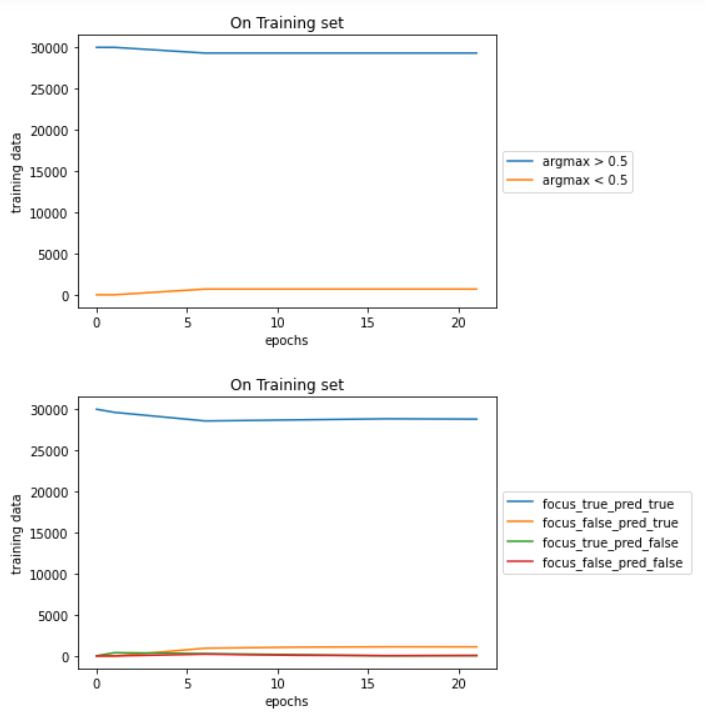 On Training set
30000
25000
20000
15000
10000
5000
0
training data
0 5 10 15 20
epochs
argmax > 0.5
argmax < 0.5
On Training set
30000
25000
20000
15000
10000
5000
0
training data
0 5 10 15 20
epochs
focus_true_pred_true
focus_false_pred_true
focus_true_pred_false
focus_false_pred_false